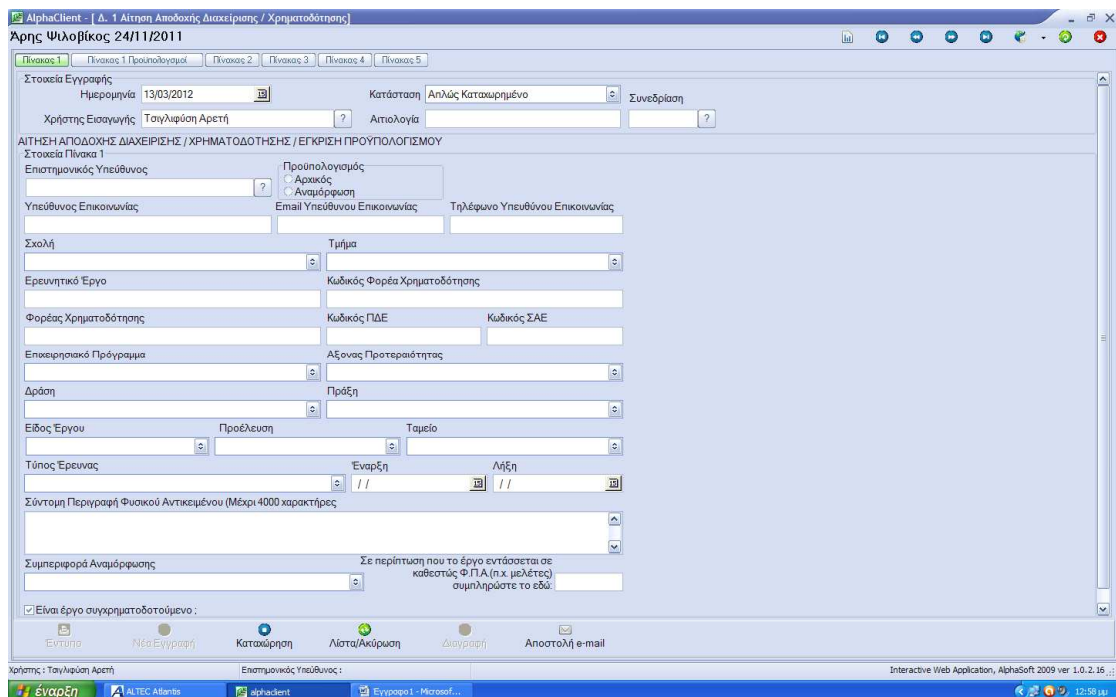 AlphaClient - [ Δ. 1 Αίτηση Αποδοχής Διαχείρισης / Χρηματοδότησης]
Άρης Ψιλοβίκος 24/11/2011
Πίνακας 1 Πίνακας 1 Προϋπολογισμοί Πίνακας 2 Πίνακας 3 Πίνακας 4 Πίνακας 5
Στοιχεία Εγγραφής
Ημερομηνία 13/03/2012 Κατάσταση Απλώς Καταχωρημένο Συνεδρίαση
Χρήστης Εισαγωγής Τσιγλιφύση Αρετή ? Αιτιολογία ?
ΑΙΤΗΣΗ ΑΠΟΔΟΧΗΣ ΔΙΑΧΕΙΡΙΣΗΣ / ΧΡΗΜΑΤΟΔΟΤΗΣΗΣ / ΕΓΚΡΙΣΗ ΠΡΟΫΠΟΛΟΓΙΣΜΟΥ
Στοιχεία Πίνακα 1
Επιστημονικός Υπεύθυνος Προϋπολογισμός
? Αρχικός
Αναμόρφωση
Υπεύθυνος Επικοινωνίας Email Υπεύθυνου Επικοινωνίας Τηλέφωνο Υπευθύνου Επικοινωνίας
Σχολή Τμήμα
Ερευνητικό Έργο Κωδικός Φορέα Χρηματοδότησης
Φορέας Χρηματοδότησης Κωδικός ΠΔΕ Κωδικός ΣΑΕ
Επιχειρησιακό Πρόγραμμα Αξονας Προτεραιότητας
Δράση Πράξη
Είδος Έργου Προέλευση Ταμείο
Τύπος Έρευνας Έναρξη Λήξη
/ / / /
Σύντομη Περιγραφή Φυσικού Αντικειμένου (Μέχρι 4000 χαρακτήρες
Συμπεριφορά Αναμόρφωσης Σε περίπτωση που το έργο εντάσσεται σε
καθεστώς Φ.Π.Α.(π.χ. μελέτες)
συμπληρώστε το εδώ:
Είναι έργο συγχρηματοδοτούμενο ;
Έντυπο Νέα Εγγραφή Καταχώρηση Λίστα/Ακύρωση Διαγραφή Αποστολή e-mail
Χρήστης : Τσιγλιφύση Αρετή Επιστημονικός Υπεύθυνος : Interactive Web Application, AlphaSoft 2009 ver 1.0.2.16
έναρξη ALTEC Atlantis alphaclient Έγγραφο1 - Microsof... 12:56 μμ